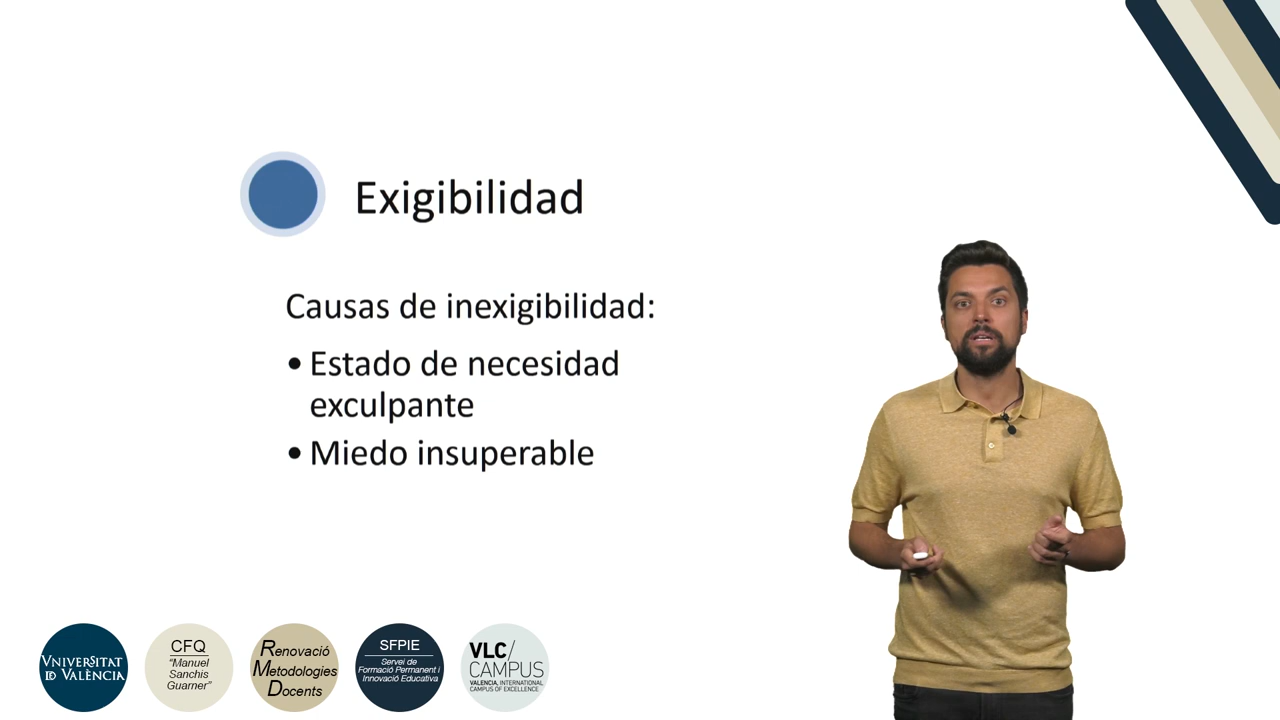 Exigibilidad
Causas de inexigibilidad:
• Estado de necesidad
exculpante
• Miedo insuperable
VNIVERSITAT
ID VALÈNCIA
CFQ
"Manuel
Sanchis
Guarner"
Renovació
Metodologies
Docents
SFPIE
Servei de
Formació Permanent i
Innovació Educativa
VLC/
CAMPUS
VALENCIA, INTERNATIONAL
CAMPUS OF EXCELLENCE